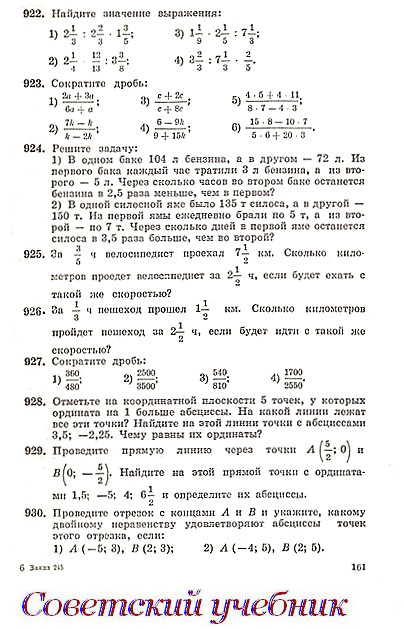 922. Найдите значение выражения:
1) 2 1/3 : 2 2/3 · 1 3/5; 3) 1 1/9 · 2 1/5 : 7 1/3;
2) 2 1/4 · 12/13 : 3 3/8; 4) 3 2/3 : 7 1/3 · 2/5.
923. Сократите дробь:
1) (2a + 3a)/(6a + a); 3) (c + 2c)/(c + 8c); 5) (4 · 5 + 4 · 11)/(8 · 7 − 4 · 3);
2) (7k − k)/(k − 2k); 4) (6 − 9k)/(9 + 15k); 6) (15 · 8 − 10 · 7)/(5 · 6 + 20 · 3).
924. Решите задачу:
1) В одном баке 104 л бензина, а в другом — 72 л. Из
первого бака каждый час тратили 3 л бензина, а из вто-
рого — 5 л. Через сколько часов во втором баке останется
бензина в 2,5 раза меньше, чем в первом?
2) В одной силосной яме было 135 т силоса, а в другой —
150 т. Из первой ямы ежедневно брали по 5 т, а из вто-
рой — по 7 т. Через сколько дней в первой яме останется
силоса в 3,5 раза больше, чем во второй?
925. За 3/5 ч велосипедист проехал 7 1/2 км. Сколько кило-
метров проедет велосипедист за 2 1/2 ч, если будет ехать с
такой же скоростью?
926. За 1/3 ч пешеход прошел 1 1/2 км. Сколько километров
пройдет пешеход за 2 1/2 ч, если будет идти с такой же
скоростью?
927. Сократите дробь:
1) 360/480; 2) 2500/3500; 3) 540/810; 4) 1700/2550.
928. Отметьте на координатной плоскости 5 точек, у которых
ордината на 1 больше абсциссы. На какой линии лежат
все эти точки? Найдите на этой линии точки с абсциссами
3,5; −2,25. Чему равны их ординаты?
929. Проведите прямую линию через точки A (5/2; 0) и
B (0; −5/2). Найдите на этой прямой точки с ордината-
ми 1,5; −5; 4; 6 1/2 и определите их абсциссы.
930. Проведите отрезок с концами A и B и укажите, какому
двойному неравенству удовлетворяют абсциссы точек
этого отрезка, если:
1) A (−5; 3), B (2; 3); 2) A (−4; 5), B (2; 5).
6 Заказ 245 161
Советский учебник